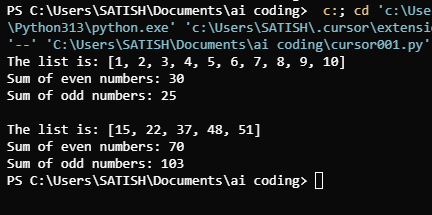 PS C:\Users\SATISH\Documents\ai coding>  c:; cd 'c:\Use
\Python313\python.exe' 'c:\Users\SATISH\.cursor\extensio
'--' 'C:\Users\SATISH\Documents\ai coding\cursor001.py'
The list is: [1, 2, 3, 4, 5, 6, 7, 8, 9, 10]
Sum of even numbers: 30
Sum of odd numbers: 25
The list is: [15, 22, 37, 48, 51]
Sum of even numbers: 70
Sum of odd numbers: 103
PS C:\Users\SATISH\Documents\ai coding>